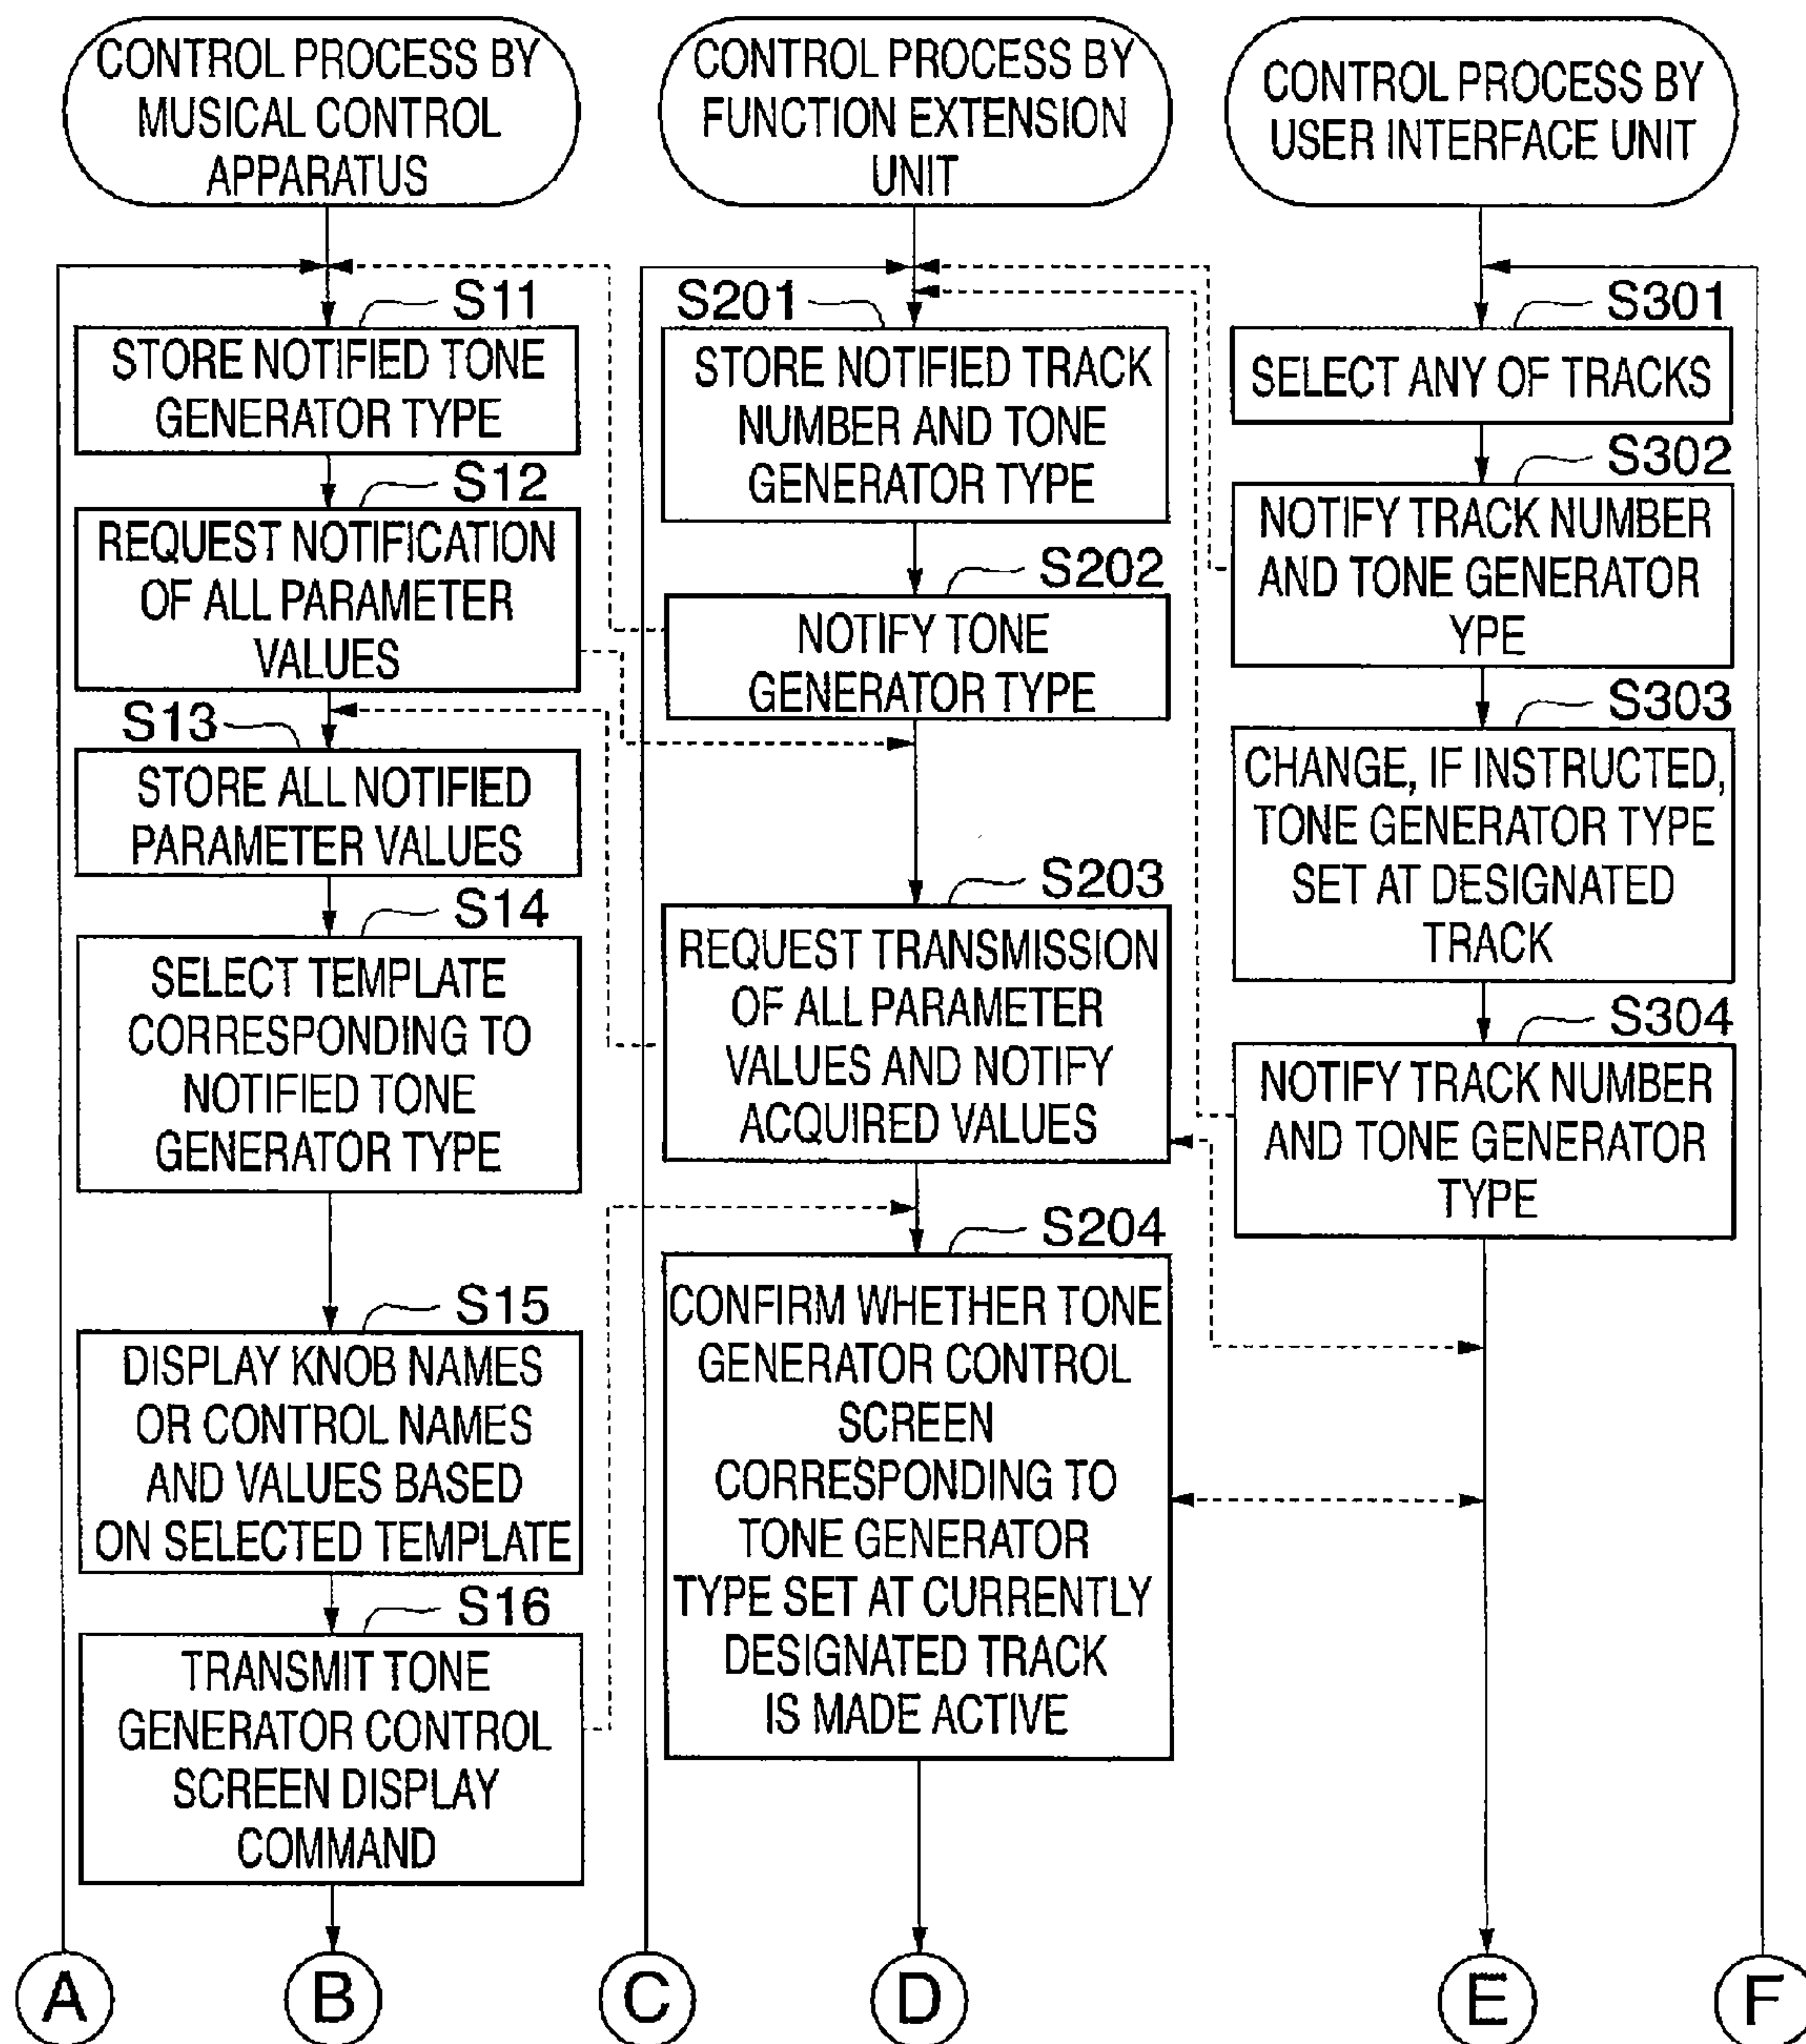 CONTROL PROCESS BY
MUSICAL CONTROL
APPARATUS
S11
STORE NOTIFIED TONE
GENERATOR TYPE
S12
REQUEST NOTIFICATION
OF ALL PARAMETER
VALUES
S13
STORE ALL NOTIFIED
PARAMETER VALUES
S14
SELECT TEMPLATE
CORRESPONDING TO
NOTIFIED TONE
GENERATOR TYPE
S15
DISPLAY KNOB NAMES
OR CONTROL NAMES
AND VALUES BASED
ON SELECTED TEMPLATE
S16
TRANSMIT TONE
GENERATOR CONTROL
SCREEN DISPLAY
COMMAND
A
B
CONTROL PROCESS BY
FUNCTION EXTENSION
UNIT
S201
STORE NOTIFIED TRACK
NUMBER AND TONE
GENERATOR TYPE
S202
NOTIFY TONE
GENERATOR TYPE
S203
REQUEST TRANSMISSION
OF ALL PARAMETER
VALUES AND NOTIFY
ACQUIRED VALUES
S204
CONFIRM WHETHER TONE
GENERATOR CONTROL
SCREEN
CORRESPONDING TO
TONE GENERATOR
TYPE SET AT CURRENTLY
DESIGNATED TRACK
IS MADE ACTIVE
C
D
CONTROL PROCESS BY
USER INTERFACE UNIT
S301
SELECT ANY OF TRACKS
S302
NOTIFY TRACK NUMBER
AND TONE GENERATOR
YPE
S303
CHANGE, IF INSTRUCTED,
TONE GENERATOR TYPE
SET AT DESIGNATED
TRACK
S304
NOTIFY TRACK NUMBER
AND TONE GENERATOR
TYPE
E
F